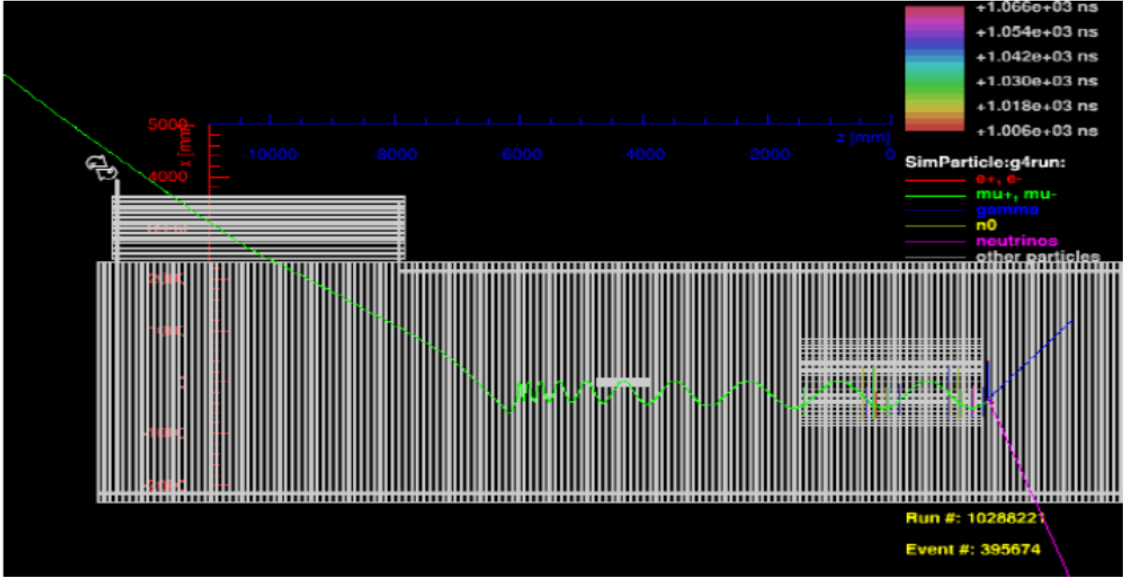 +1.066e+03 ns
+1.054e+03 ns
+1.042e+03 ns
+1.030e+03 ns
+1.018e+03 ns
+1.006e+03 ns
5000
x [mm]
4000
-10000
-8000
-6000
-4000
-2000
0
z [mm]
SimParticle:g4run:
e+, e-
mu+, mu-
gamma
n0
neutrinos
other particles
Run #: 10288221
Event #: 395674